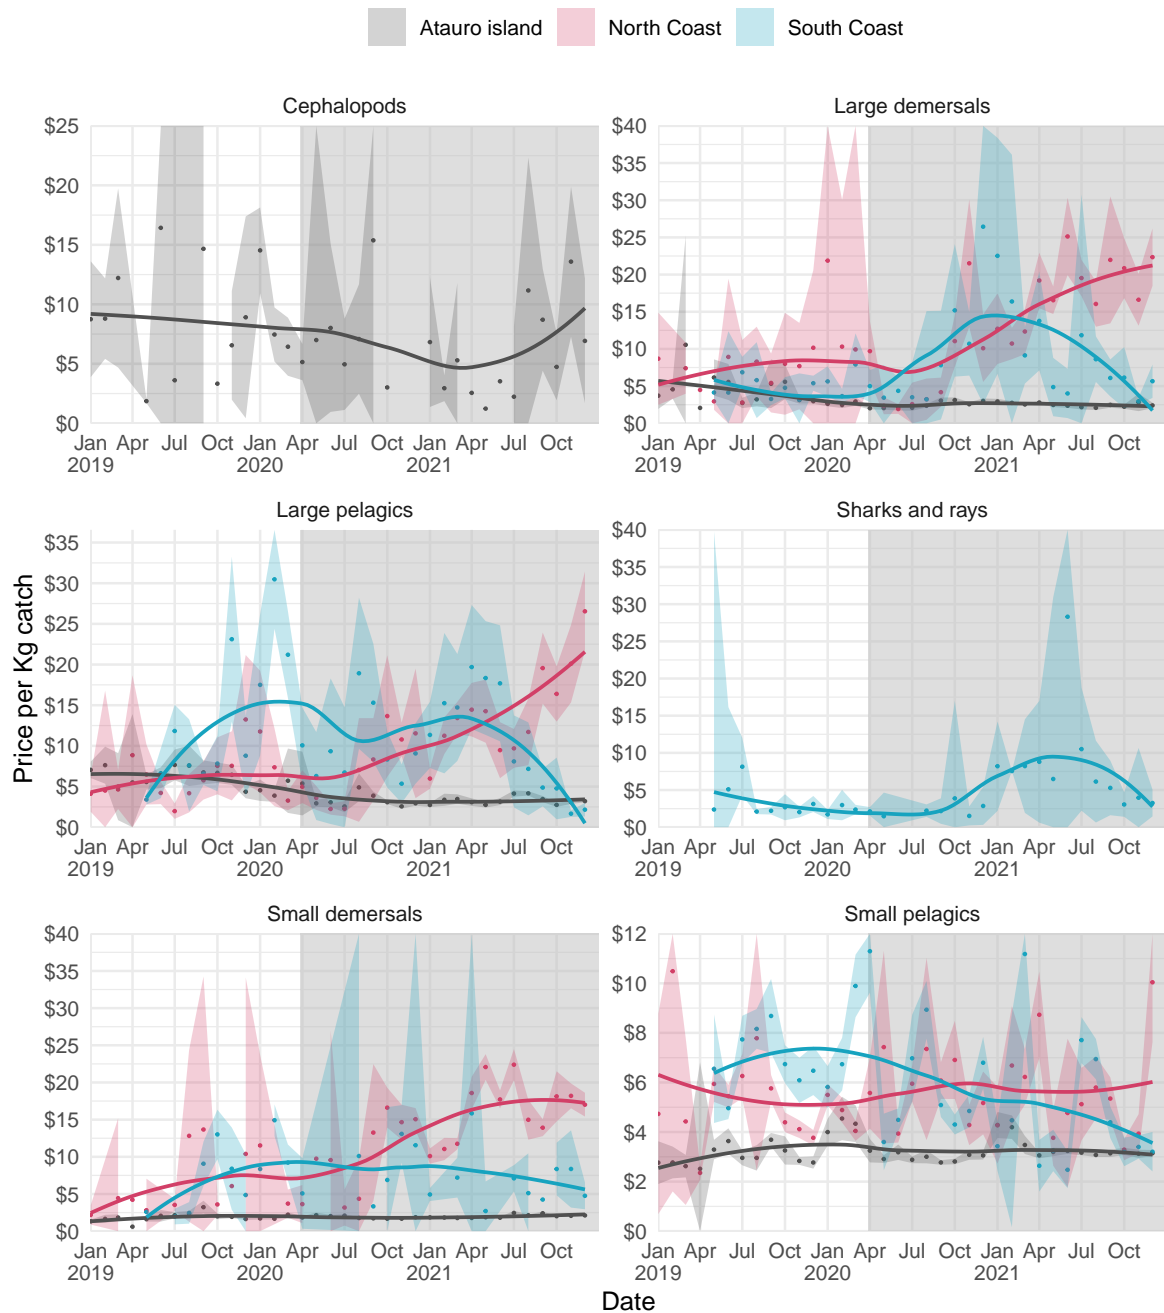 Atauro island North Coast South Coast
Cephalopods
$25
$20
$15
$10
$5
$0
Jan Apr Jul Oct Jan Apr Jul Oct Jan Apr Jul Oct
2019 2020 2021
Large demersals
$40
$35
$30
$25
$20
$15
$10
$5
$0
Jan Apr Jul Oct Jan Apr Jul Oct Jan Apr Jul Oct
2019 2020 2021
Price per Kg catch
Large pelagics
$35
$30
$25
$20
$15
$10
$5
$0
Jan Apr Jul Oct Jan Apr Jul Oct Jan Apr Jul Oct
2019 2020 2021
Sharks and rays
$40
$35
$30
$25
$20
$15
$10
$5
$0
Jan Apr Jul Oct Jan Apr Jul Oct Jan Apr Jul Oct
2019 2020 2021
Small demersals
$40
$35
$30
$25
$20
$15
$10
$5
$0
Jan Apr Jul Oct Jan Apr Jul Oct Jan Apr Jul Oct
2019 2020 2021
Small pelagics
$12
$10
$8
$6
$4
$2
$0
Jan Apr Jul Oct Jan Apr Jul Oct Jan Apr Jul Oct
2019 2020 2021
Date